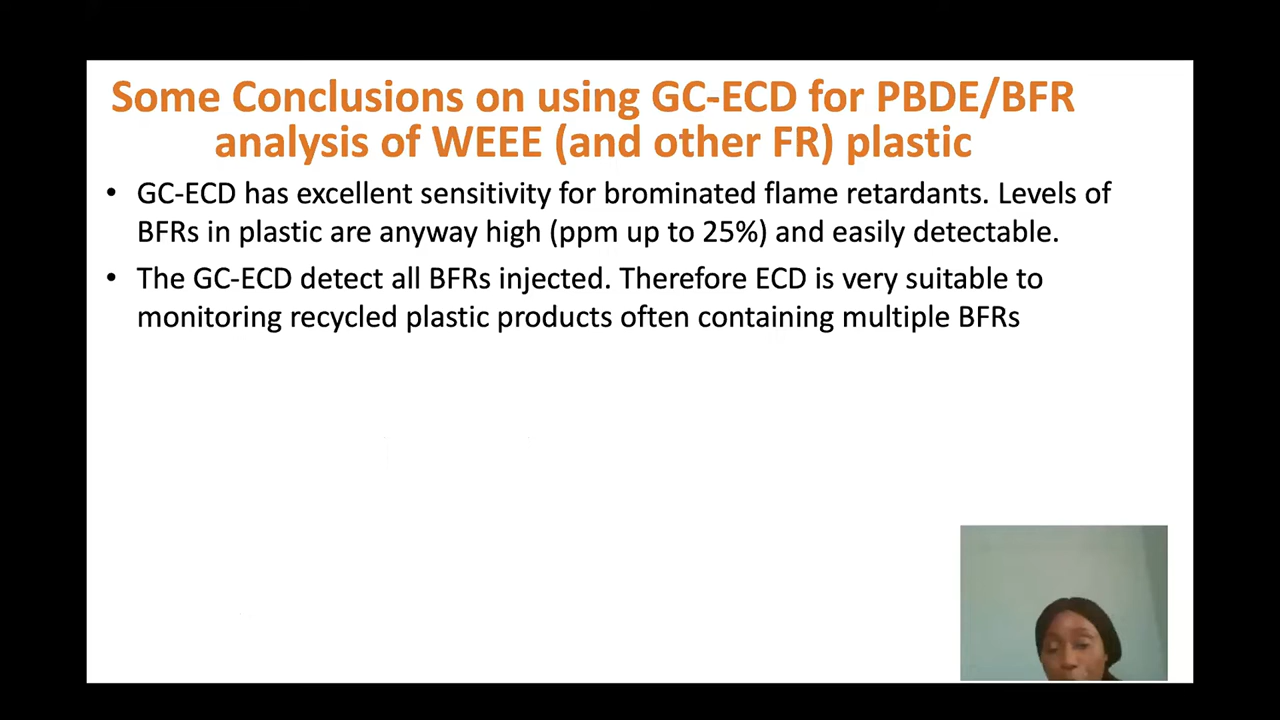 Some Conclusions on using GC-ECD for PBDE/BFR
analysis of WEEE (and other FR) plastic
• GC-ECD has excellent sensitivity for brominated flame retardants. Levels of
BFRs in plastic are anyway high (ppm up to 25%) and easily detectable.
• The GC-ECD detect all BFRs injected. Therefore ECD is very suitable to
monitoring recycled plastic products often containing multiple BFRs